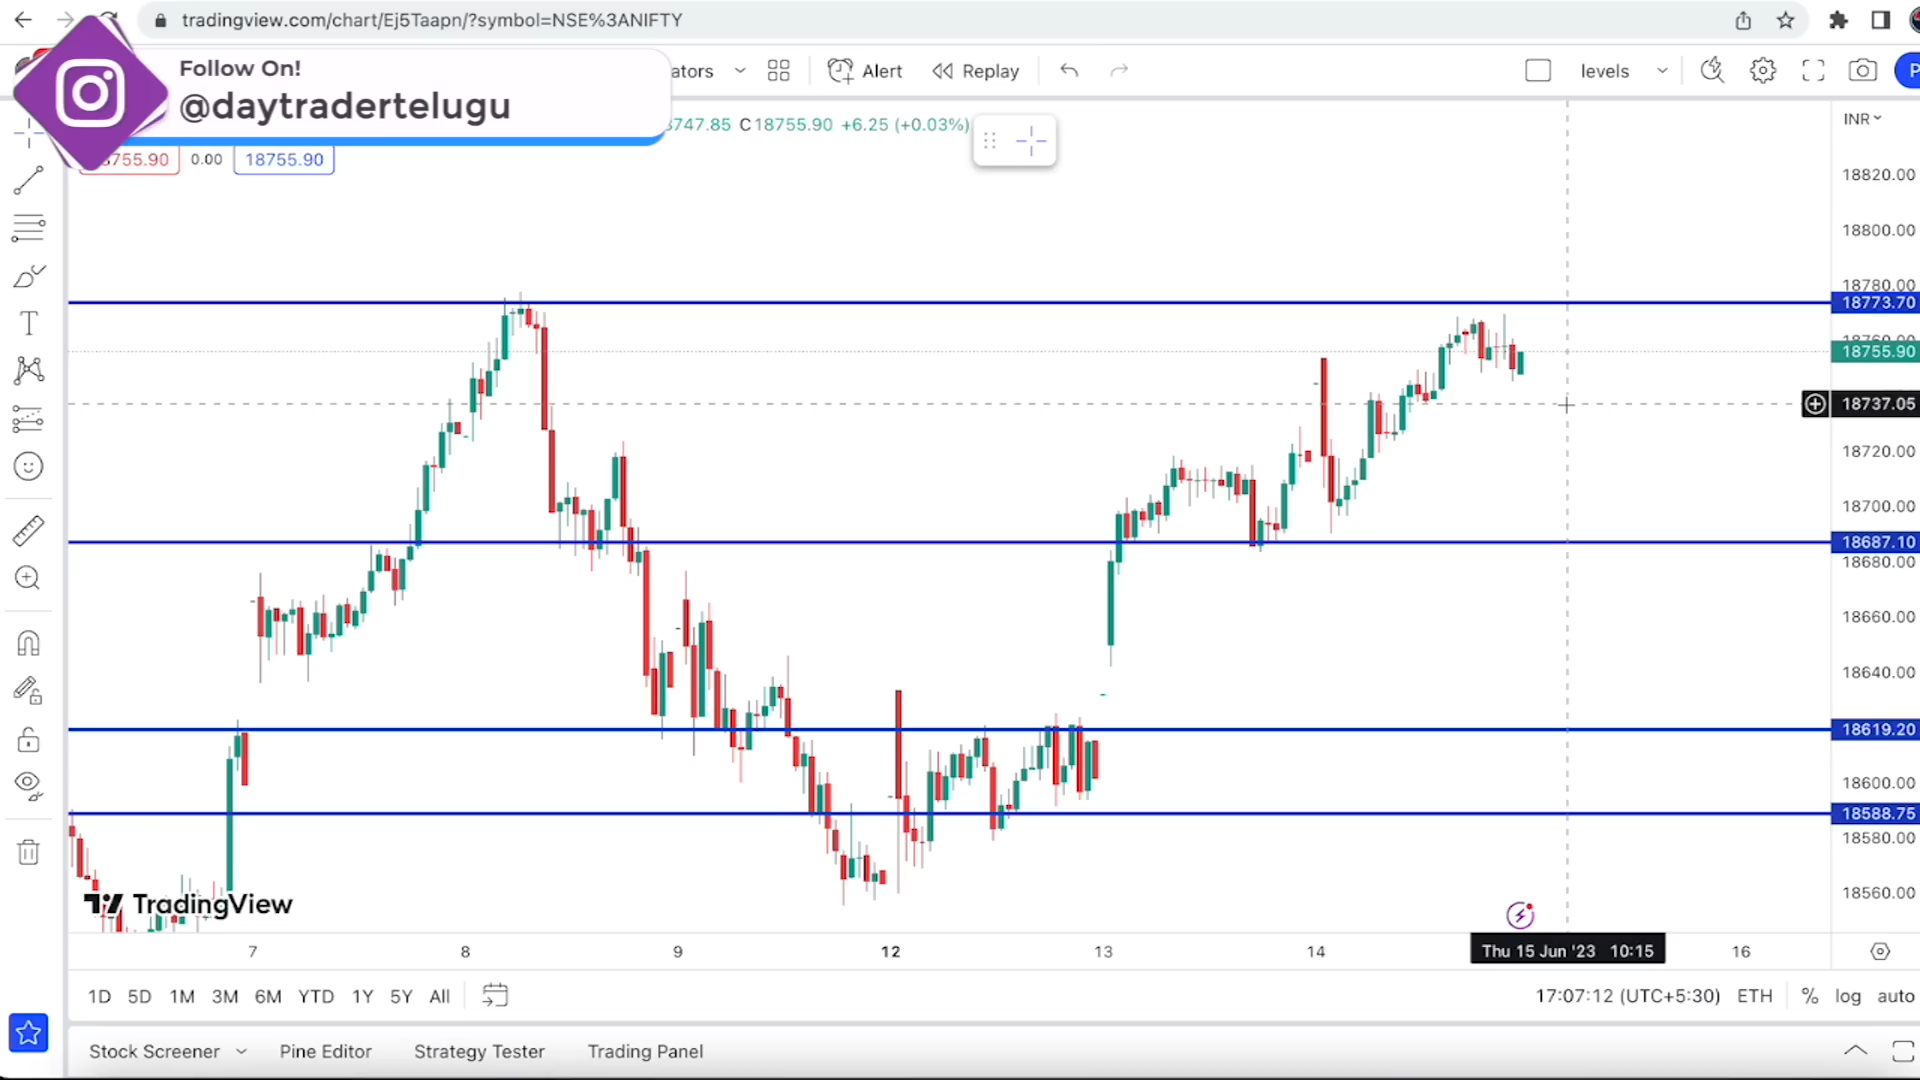 tradingview.com/chart/Ej5Taapn/?symbol=NSE%3ANIFTY
Follow On!
@daytradertelugu
ators
Alert
Replay
levels
747.85 C18755.90 +6.25 (+0.03%)
INR
755.90 0.00 18755.90
18820.00
18800.00
18780.00
18773.70
18755.90
18737.05
18720.00
18700.00
18687.10
18680.00
18660.00
18640.00
18619.20
18600.00
18588.75
18580.00
18560.00
TradingView
7 8 9 12 13 14 Thu 15 Jun '23 10:15 16
1D 5D 1M 3M 6M YTD 1Y 5Y All
17:07:12 (UTC+5:30) ETH % log auto
Stock Screener Pine Editor Strategy Tester Trading Panel